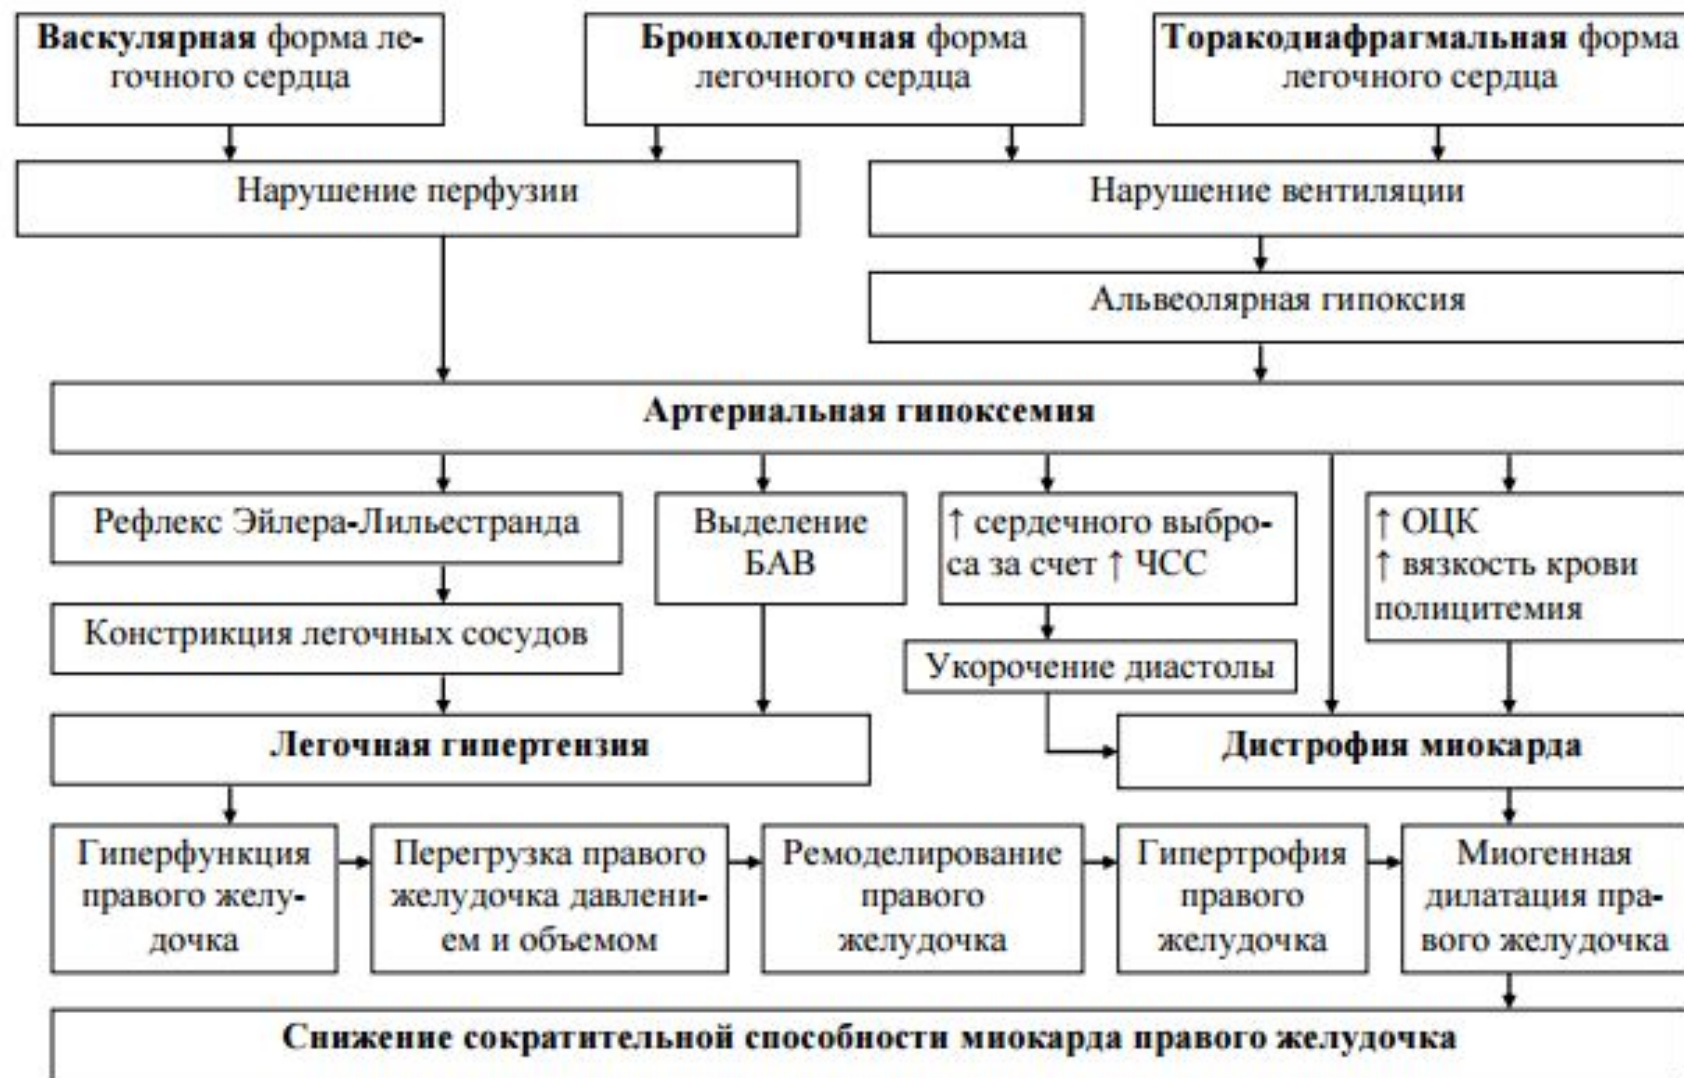 Васкулярная форма ле-
гочного сердца
Бронхолегочная форма
легочного сердца
Торакодиафрагмальная форма
легочного сердца
Нарушение перфузии
Нарушение вентиляции
Альвеолярная гипоксия
Артериальная гипоксемия
Рефлекс Эйлера-Лильестранда
Констрикция легочных сосудов
Выделение
БАВ
↑ сердечного выбро-
са за счет ↑ ЧСС
Укорочение диастолы
↑ ОЦК
↑ вязкость крови
полицитемия
Легочная гипертензия
Дистрофия миокарда
Гиперфункция
правого желу-
дочка
Перегрузка правого
желудочка давлени-
ем и объемом
Ремоделирование
правого
желудочка
Гипертрофия
правого
желудочка
Миогенная
дилатация пра-
вого желудочка
Снижение сократительной способности миокарда правого желудочка